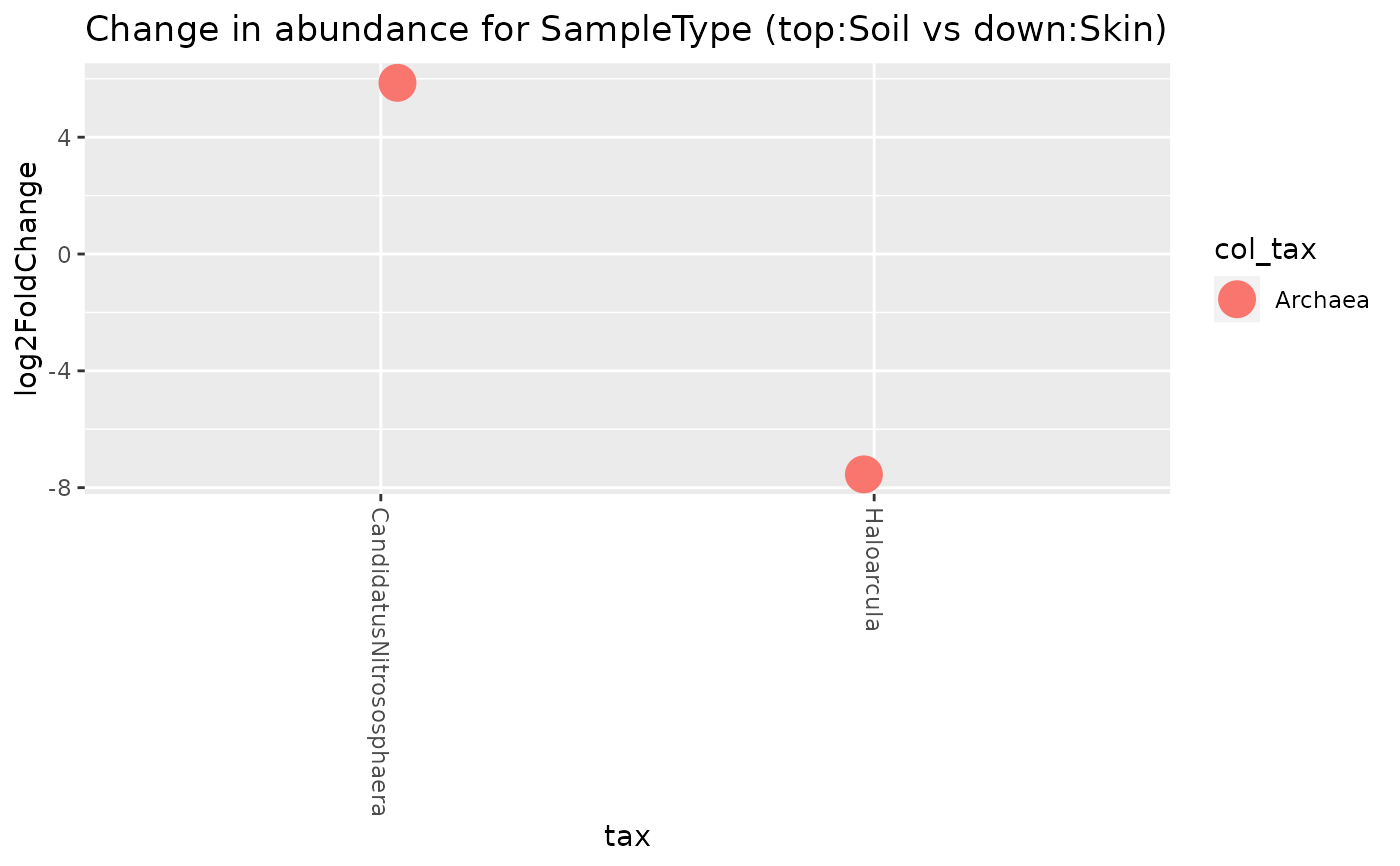 Change in abundance for SampleType (top:Soil vs down:Skin)
log2FoldChange
4
0
-4
-8
CandidatusNitrososphaera
Haloarcula
tax
col_tax
Archaea